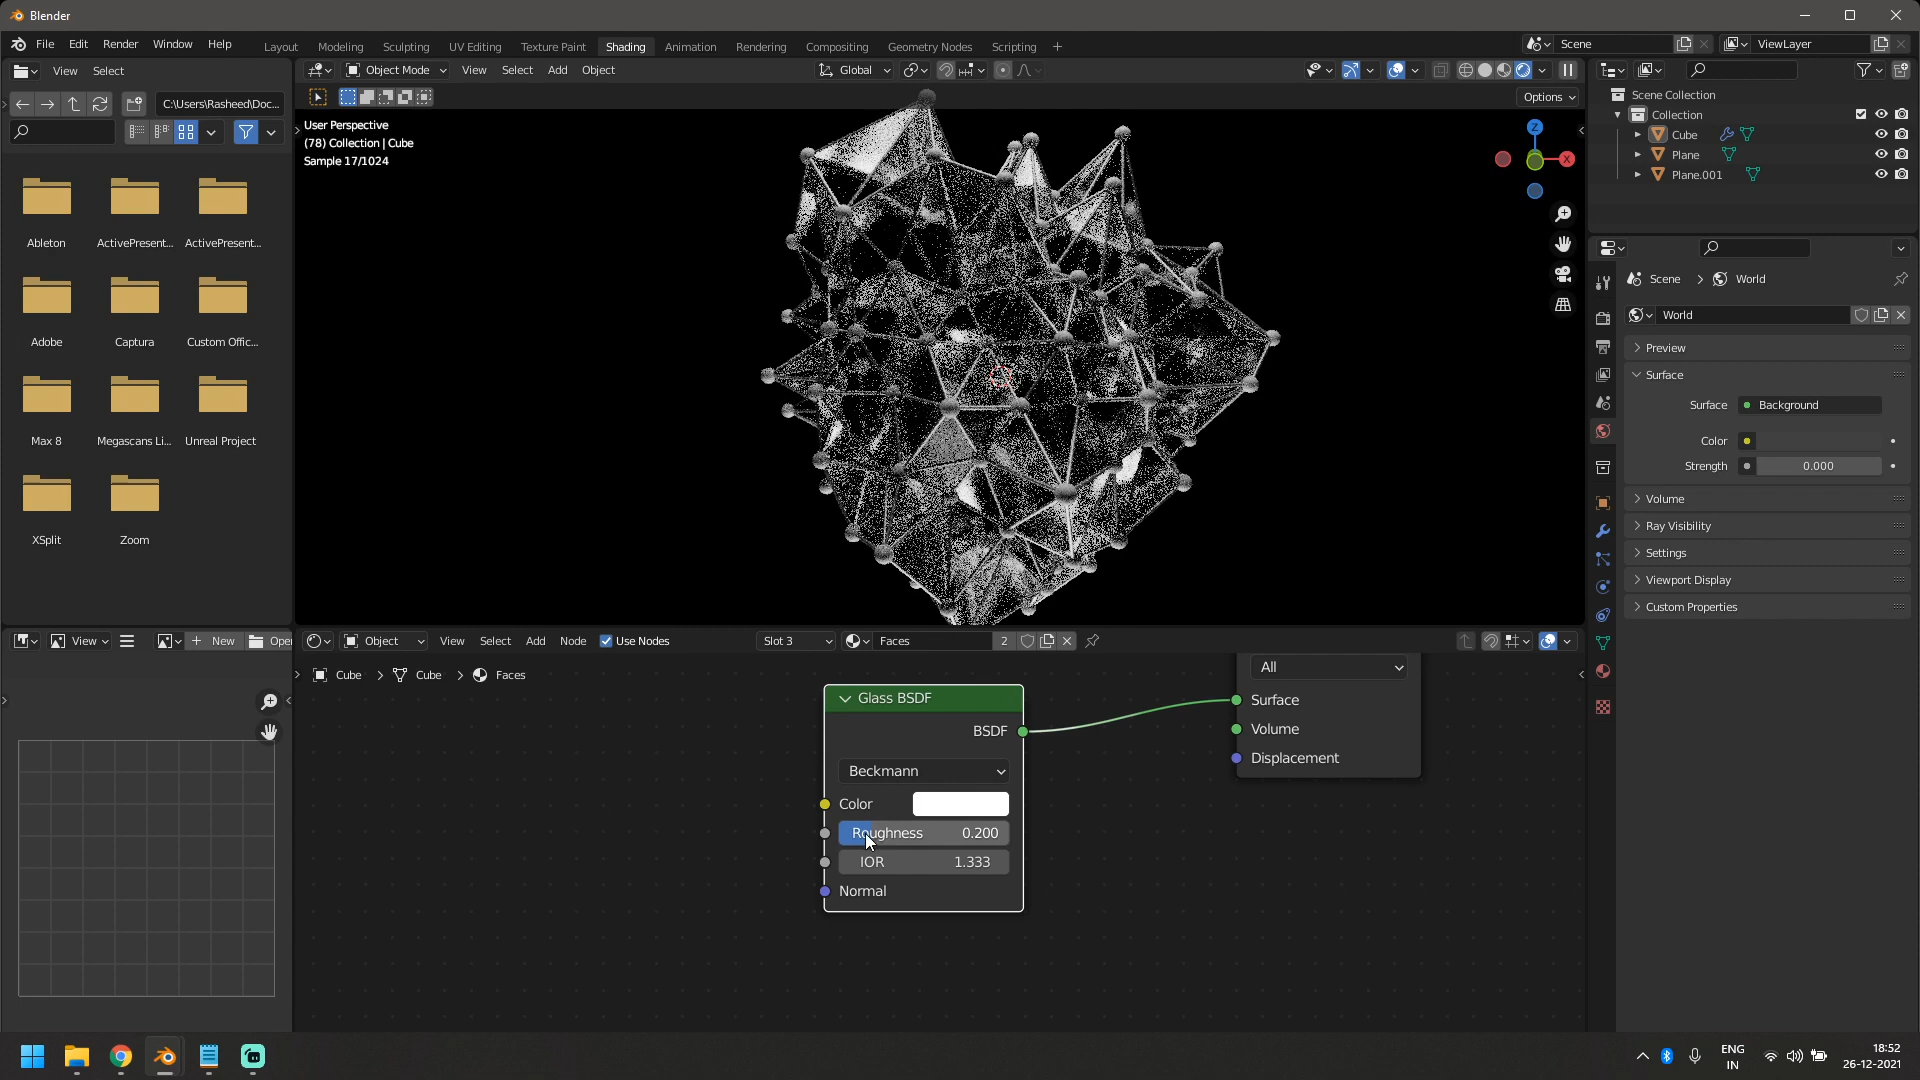 Blender
File Edit Render Window Help
Layout Modeling Sculpting UV Editing Texture Paint Shading Animation Rendering Compositing Geometry Nodes Scripting +
Scene
ViewLayer
View Select
Object Mode View Select Add Object
Global
C:\Users\Rasheed\Doc...
Options
User Perspective
(78) Collection | Cube
Sample 17/1024
Z
X
Scene Collection
Collection
Cube
Plane
Plane.001
Ableton ActivePresent... ActivePresent...
Adobe Captura Custom Offic...
Max 8 Megascans Li... Unreal Project
XSplit Zoom
Scene > World
World
Preview
Surface
Surface Background
Color
Strength 0.000
Volume
Ray Visibility
Settings
Viewport Display
Custom Properties
View + New Ope
Object View Select Add Node Use Nodes Slot 3 Faces 2
Cube > Cube > Faces
Glass BSDF
BSDF
Beckmann
Color
Roughness 0.200
IOR 1.333
Normal
All
Surface
Volume
Displacement
ENG
IN
18:52
26-12-2021